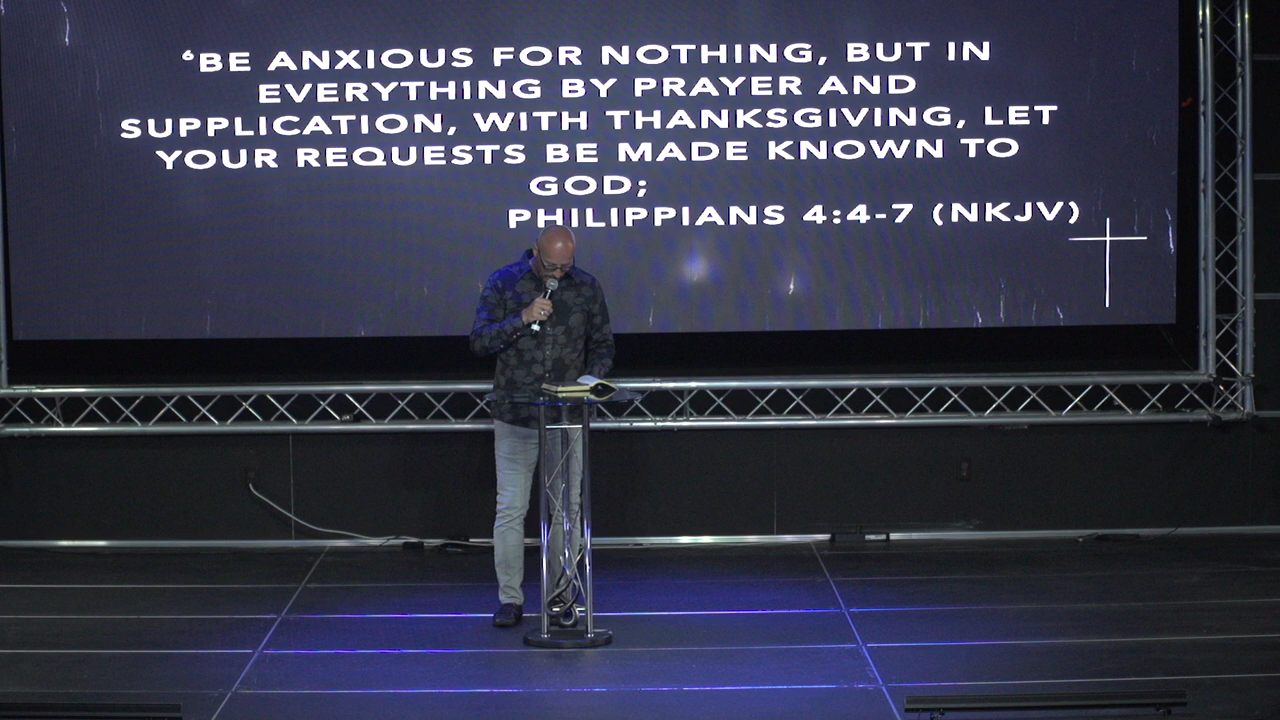 ‘BE ANXIOUS FOR NOTHING, BUT IN
EVERYTHING BY PRAYER AND
SUPPLICATION, WITH THANKSGIVING, LET
YOUR REQUESTS BE MADE KNOWN TO
GOD;
PHILIPPIANS 4:4-7 (NKJV)